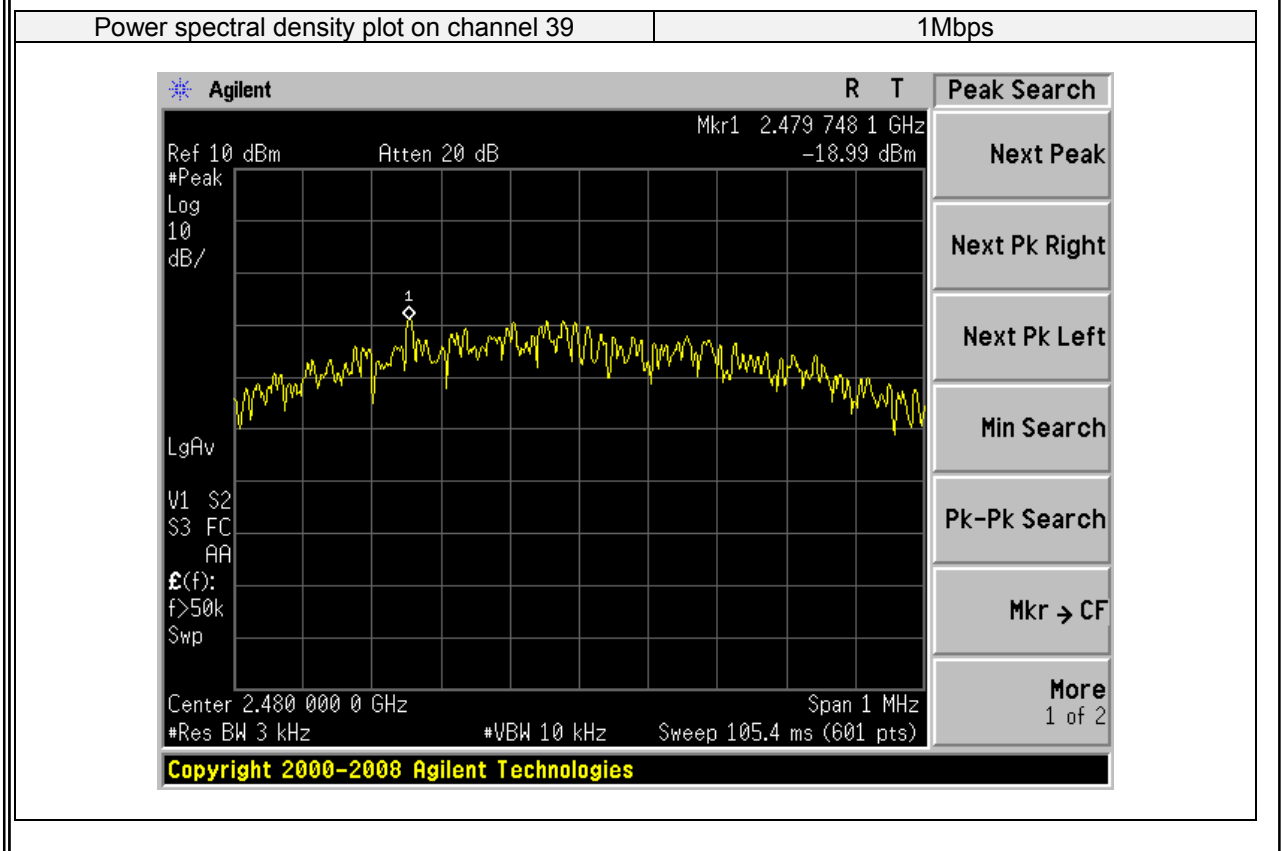 Power spectral density plot on channel 39 1Mbps
Agilent R T Peak Search
Mkr1 2.479 748 1 GHz
Ref 10 dBm Atten 20 dB -18.99 dBm
#Peak
Log
10
dB/
1
LgAv
V1 S2
S3 FC
AA
£(f):
f>50k
Swp
Center 2.480 000 0 GHz Span 1 MHz
#Res BW 3 kHz #VBW 10 kHz Sweep 105.4 ms (601 pts)
Copyright 2000-2008 Agilent Technologies
Next Peak
Next Pk Right
Next Pk Left
Min Search
Pk-Pk Search
Mkr → CF
More
1 of 2